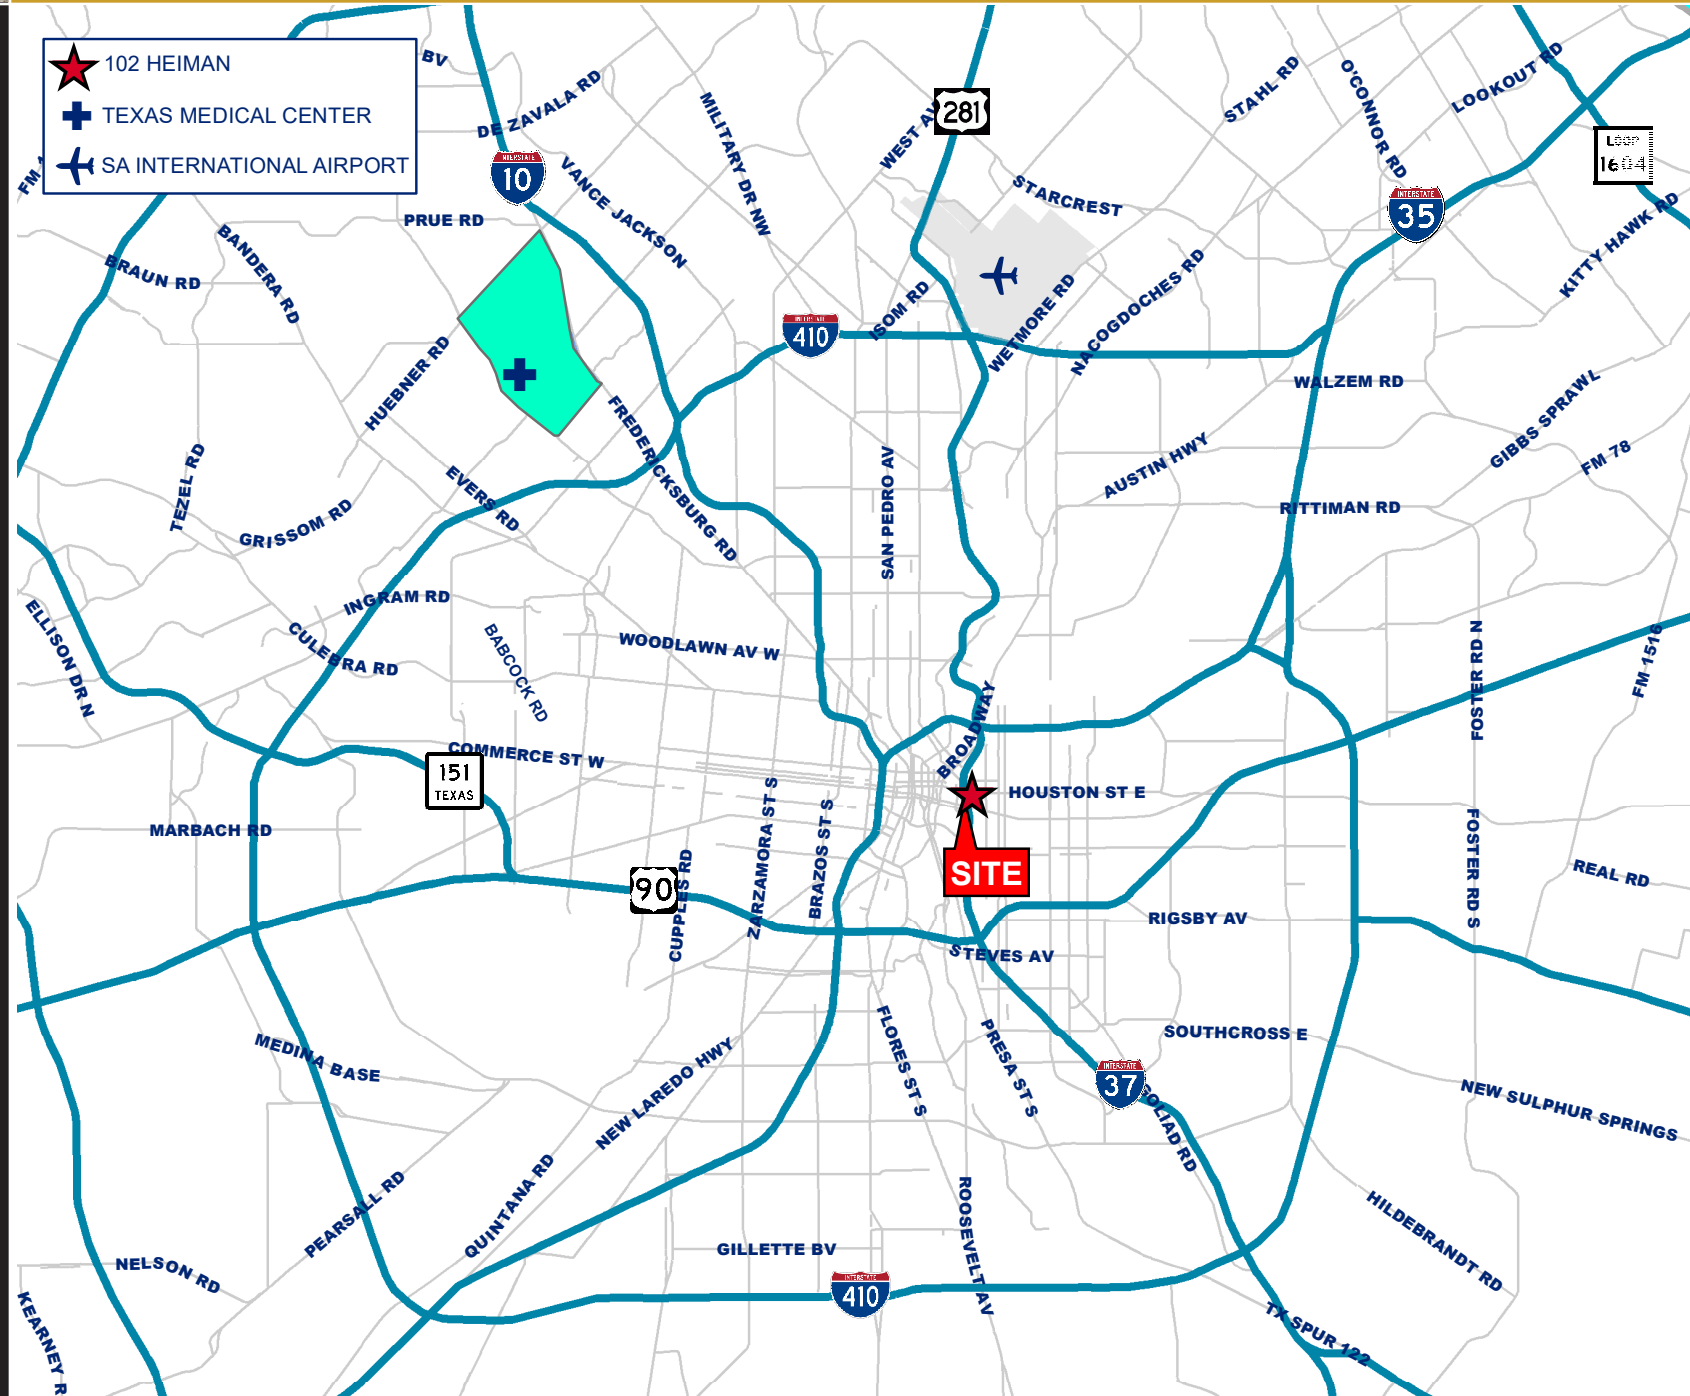 102 HEIMAN
TEXAS MEDICAL CENTER
SA INTERNATIONAL AIRPORT
BV
DE ZAVALA RD
MILITARY DR NW
WEST AV
281
STAHL RD
O'CONNOR RD
LOOKOUT RD
LOOP
1604
INTERSTATE
10
VANCE JACKSON
STARCREST
INTERSTATE
35
KITTY HAWK RD
PRUE RD
BANDERA RD
BRAUN RD
ISOM RD
WETMORE RD
NACOGDOCHES RD
INTERSTATE
410
HUEBNER RD
WALZEM RD
GIBBS SPRAWL
FM 78
FREDERICKSBURG RD
SAN PEDRO AV
AUSTIN HWY
TEZEL RD
GRISSOM RD
EVERS RD
RITTIMAN RD
ELLISON DR N
INGRAM RD
CULEBRA RD
BABCOCK RD
WOODLAWN AV W
FOSTER RD N
FM 1516
BROADWAY
COMMERCE ST W
151
TEXAS
HOUSTON ST E
MARBACH RD
ZARZAMORA ST S
BRAZOS ST S
CUPPLES RD
90
SITE
FOSTER RD S
REAL RD
RIGSBY AV
STEVES AV
MEDINA BASE
NEW LAREDO HWY
FLORES ST S
PRESA ST S
SOUTHCROSS E
INTERSTATE
37
GOLIAD RD
NEW SULPHUR SPRINGS
PEARSALL RD
QUINTANA RD
ROOSEVELT AV
HILDEBRANDT RD
NELSON RD
GILLETTE BV
INTERSTATE
410
KEARNEY R
TX SPUR 122